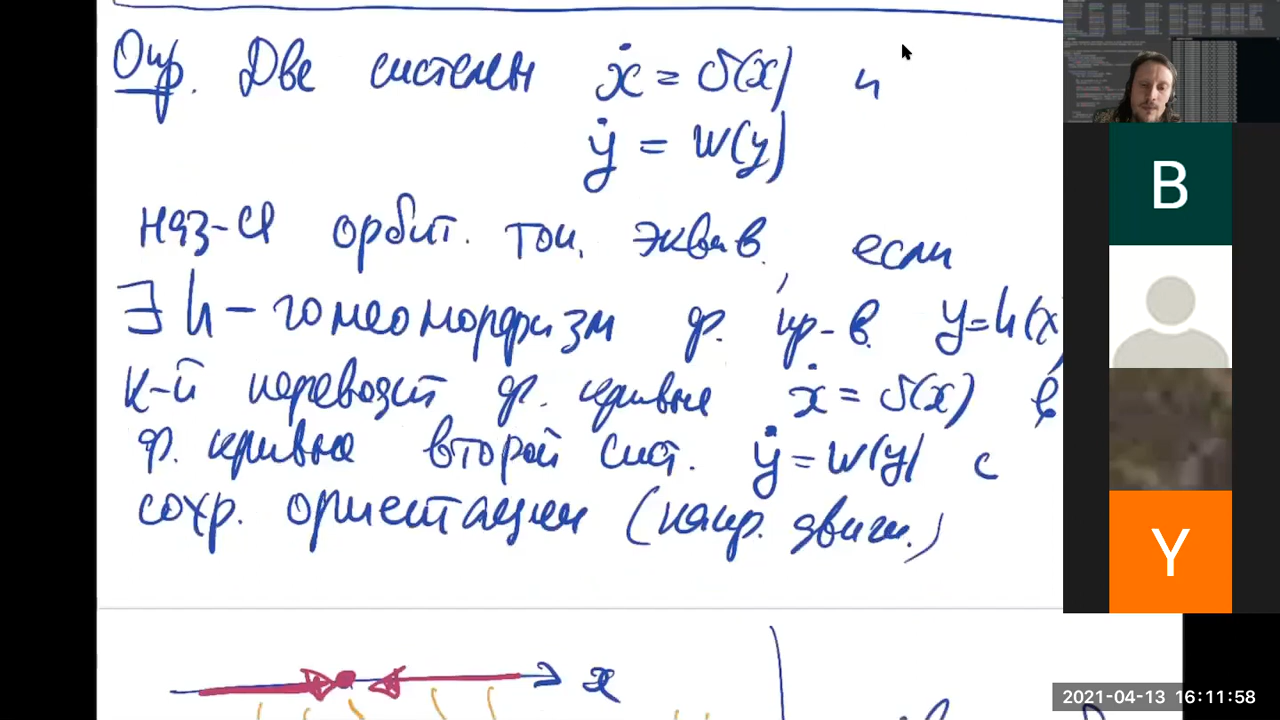 Опр. Две системы ẋ = v(x) и
ẏ = w(y)
наз-ся орбит. топ. эквив., если
∃ h – гомеоморфизм ф. пр-в. y=h(x)
к-й переводит ф. кривые ẋ = v(x) в
ф. кривые второй сист. ẏ = w(y) с
сохр. ориентации (напр. движ.)
x
B
Y
2021-04-13 16:11:58